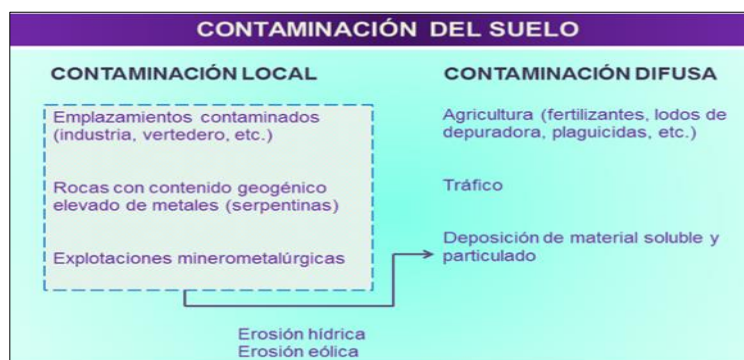 CONTAMINACIÓN DEL SUELO
CONTAMINACIÓN LOCAL
Emplazamientos contaminados
(industria, vertedero, etc.)
Rocas con contenido geogénico
elevado de metales (serpentinas)
Explotaciones minerometalúrgicas
CONTAMINACIÓN DIFUSA
Agricultura (fertilizantes, lodos de
depuradora, plaguicidas, etc.)
Tráfico
Deposición de material soluble y
particulado
Erosión hídrica
Erosión eólica